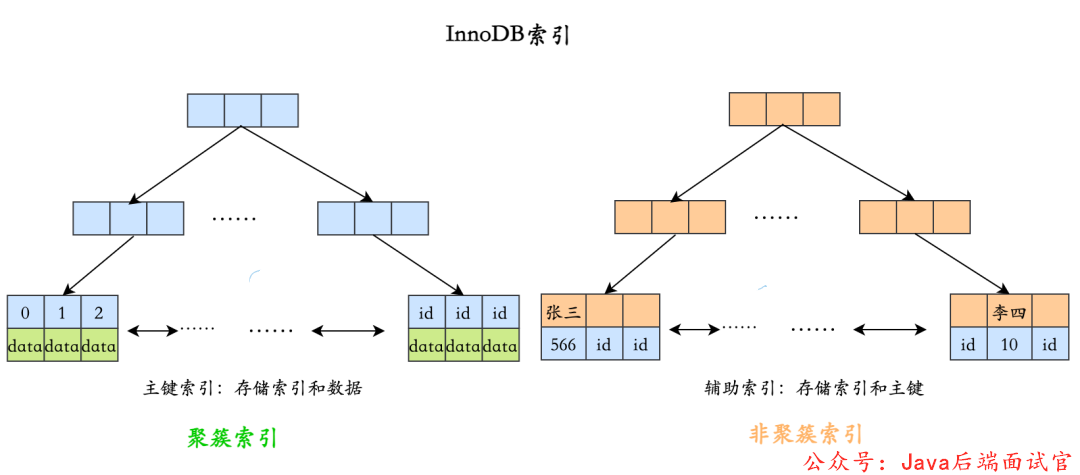 InnoDB索引
......
......
0 1 2
data data data
......
......
id id id
data data data
主键索引：存储索引和数据
聚簇索引
......
......
张三
566 id id
......
......
李四
id 10 id
辅助索引：存储索引和主键
非聚簇索引
公众号：Java后端面试官